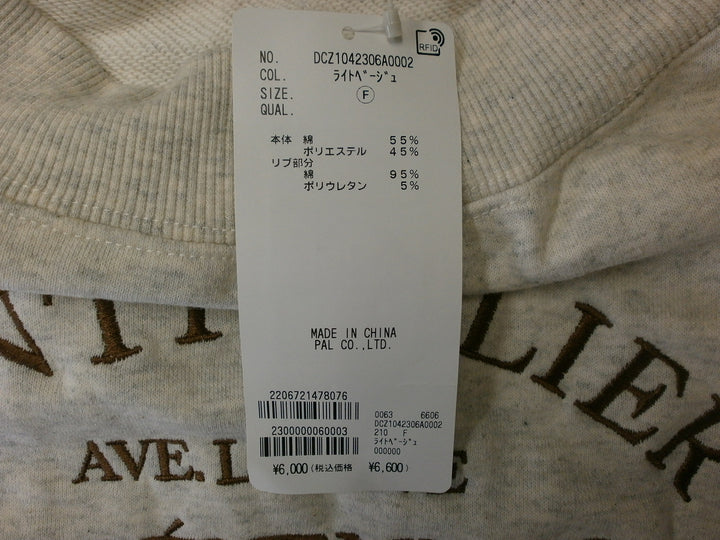 RFID
NO. DCZ1042306A0002
COL. ライトベージュ
SIZE. F
QUAL.
本体 綿 55%
ポリエステル 45%
リブ部分
綿 95%
ポリウレタン 5%
MADE IN CHINA
PAL CO.,LTD.
2206721478076
2300000060003
¥6,000(税込価格 ¥6,600)
0063 6606
DCZ1042306A0002
210 F
ライトベージュ
000000
LIER
AVE.